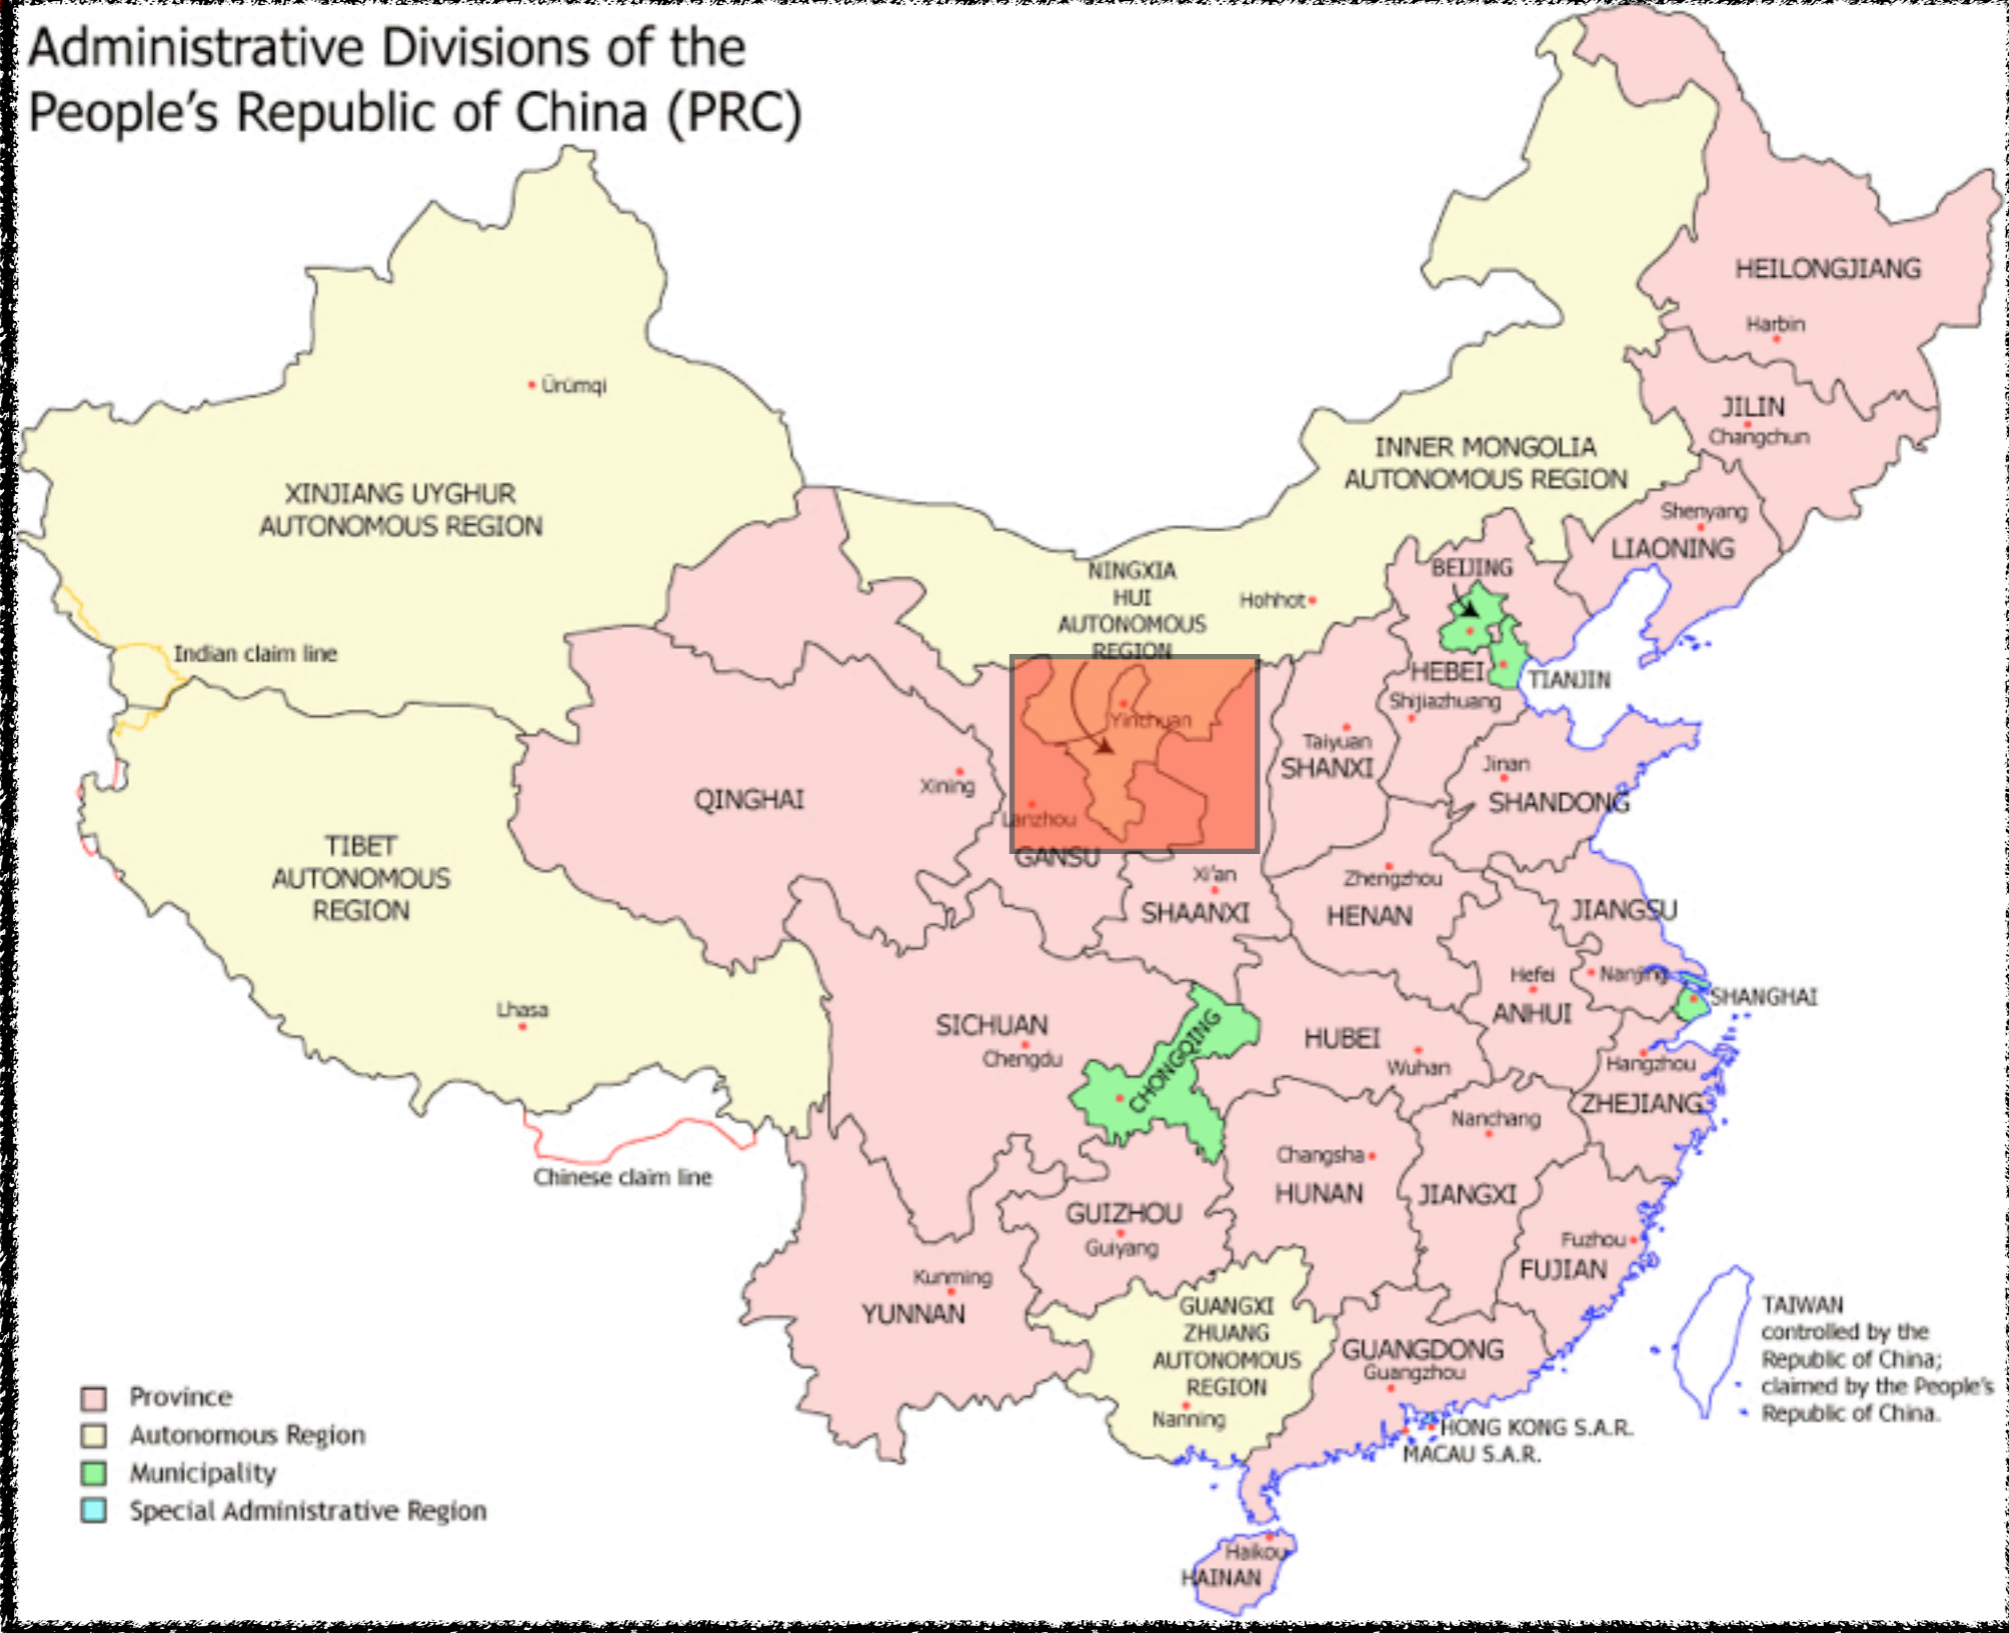 Administrative Divisions of the
People's Republic of China (PRC)
HEILONGJIANG
Harbin
JILIN
Changchun
Ürümqi
INNER MONGOLIA
AUTONOMOUS REGION
XINJIANG UYGHUR
AUTONOMOUS REGION
Shenyang
LIAONING
NINGXIA
HUI
AUTONOMOUS
REGION
Hohhot
BEIJING
Indian claim line
HEBEI
TIANJIN
Shijiazhuang
Yinchuan
Taiyuan
SHANXI
Jinan
SHANDONG
Xining
QINGHAI
Lanzhou
GANSU
TIBET
AUTONOMOUS
REGION
Xi'an
SHAANXI
Zhengzhou
HENAN
JIANGSU
Hefei
Nanjing
ANHUI
SHANGHAI
Lhasa
SICHUAN
Chengdu
CHONGQING
HUBEI
Wuhan
Hangzhou
ZHEJIANG
Nanchang
Chinese claim line
Changsha
HUNAN
JIANGXI
GUIZHOU
Guiyang
Fuzhou
FUJIAN
Kunming
YUNNAN
GUANGXI
ZHUANG
AUTONOMOUS
REGION
Nanning
GUANGDONG
Guangzhou
TAIWAN
controlled by the
Republic of China;
claimed by the People's
Republic of China.
HONG KONG S.A.R.
MACAU S.A.R.
Haikou
HAINAN
Province
Autonomous Region
Municipality
Special Administrative Region